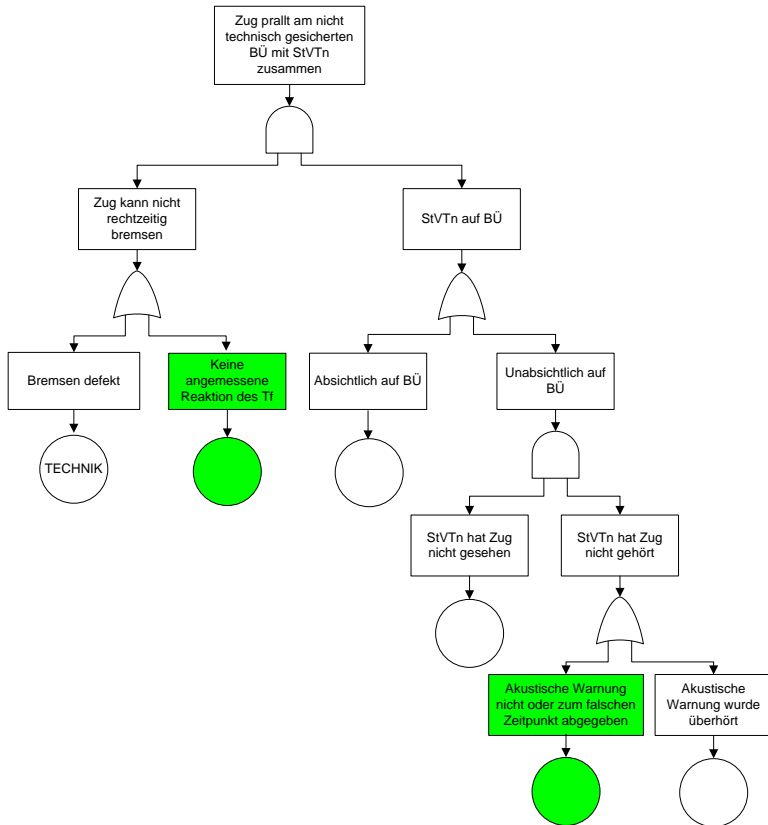 Zug prallt am nicht
technisch gesicherten
BÜ mit StVTn
zusammen
Zug kann nicht
rechtzeitig
bremsen
StVTn auf BÜ
Bremsen defekt
Keine
angemessene
Reaktion des Tf
Absichtlich auf BÜ
Unabsichtlich auf
BÜ
TECHNIK
StVTn hat Zug
nicht gesehen
StVTn hat Zug
nicht gehört
Akustische Warnung
nicht oder zum falschen
Zeitpunkt abgegeben
Akustische
Warnung wurde
überhört